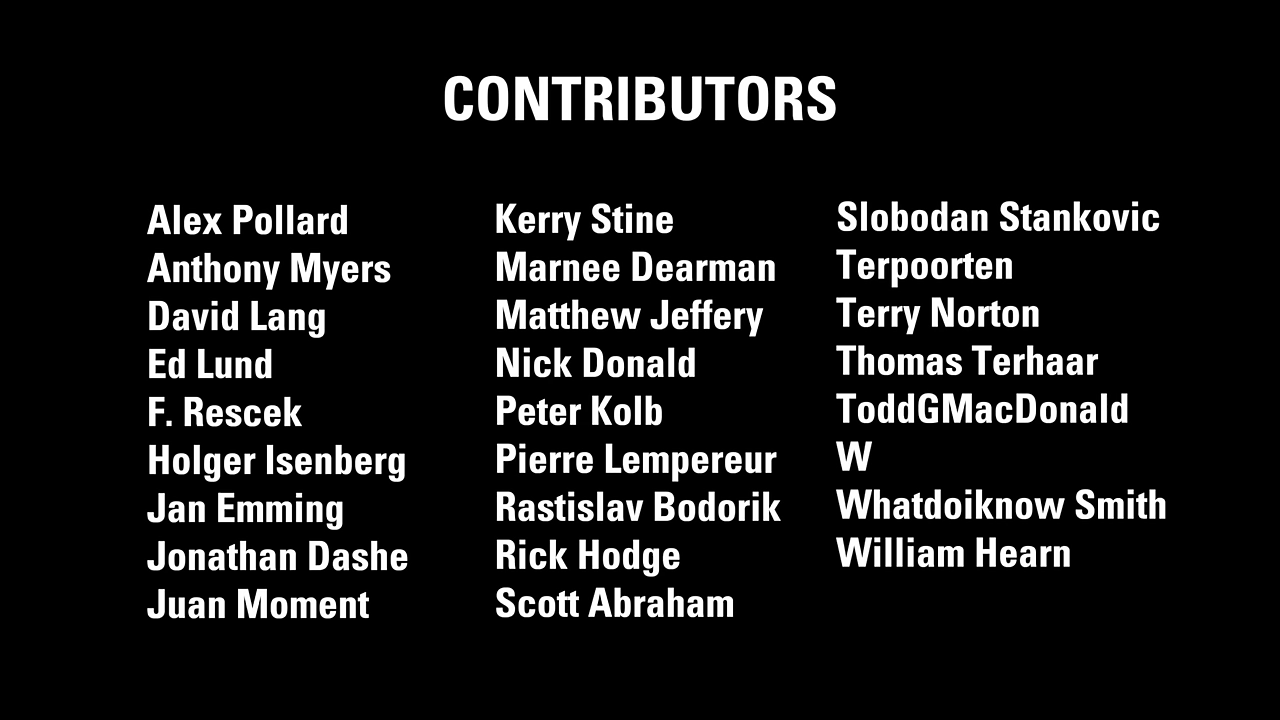 CONTRIBUTORS
Alex Pollard
Anthony Myers
David Lang
Ed Lund
F. Rescek
Holger Isenberg
Jan Emming
Jonathan Dashe
Juan Moment
Kerry Stine
Marnee Dearman
Matthew Jeffery
Nick Donald
Peter Kolb
Pierre Lempereur
Rastislav Bodorik
Rick Hodge
Scott Abraham
Slobodan Stankovic
Terpoorten
Terry Norton
Thomas Terhaar
ToddGMacDonald
W
Whatdoiknow Smith
William Hearn